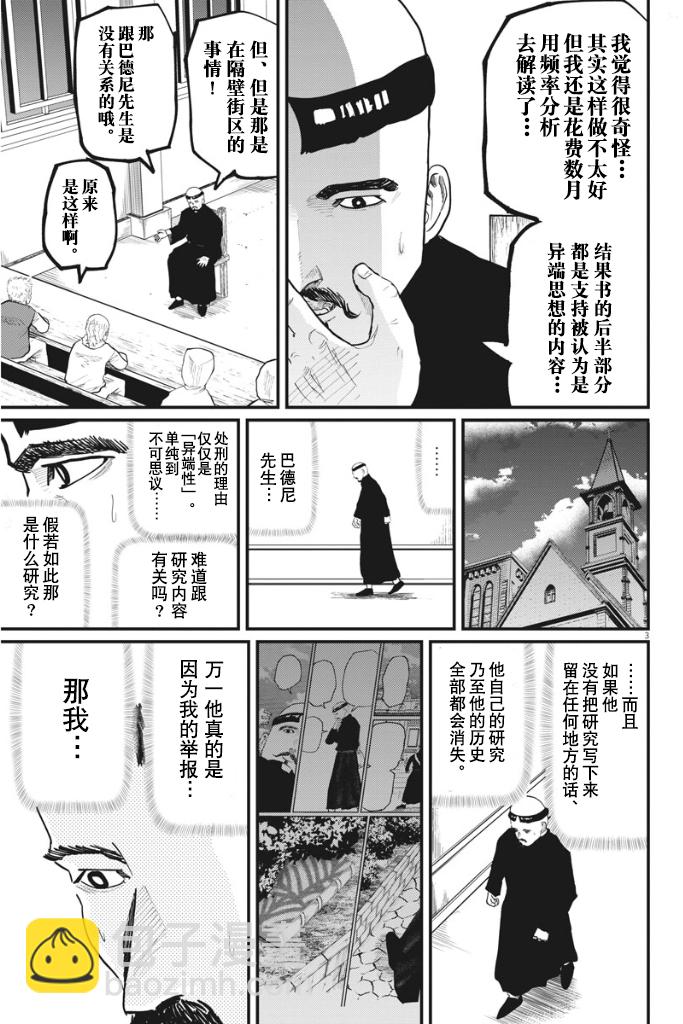 我觉得很奇怪…
其实这样做不太好
但我还是花费数月
用频率分析
去解读了…
结果书的后半部分
都是支持被认为是
异端思想的内容…
但、但是那是
在隔壁街区的
事情！
那
跟巴德尼先生是
没有关系的哦。
原来
是这样啊。
巴德尼
先生…
处刑的理由
仅仅是
「异端性」。
单纯到
不可思议……
难道跟
研究内容
有关吗？
假若如此那
是什么研究？
3
……而且
如果他
没有把研究写下来
留在任何地方的话、
他自己的研究
乃至他的历史
全部都会消失。
万一他真的是
因为我的举报…
那我…
包子漫画
baozimh.com